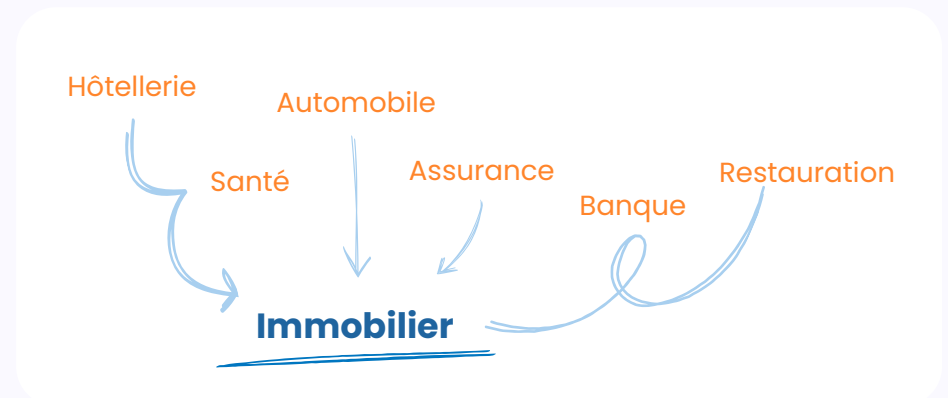 Hôtellerie
Automobile
Santé
Assurance
Banque
Restauration
Immobilier